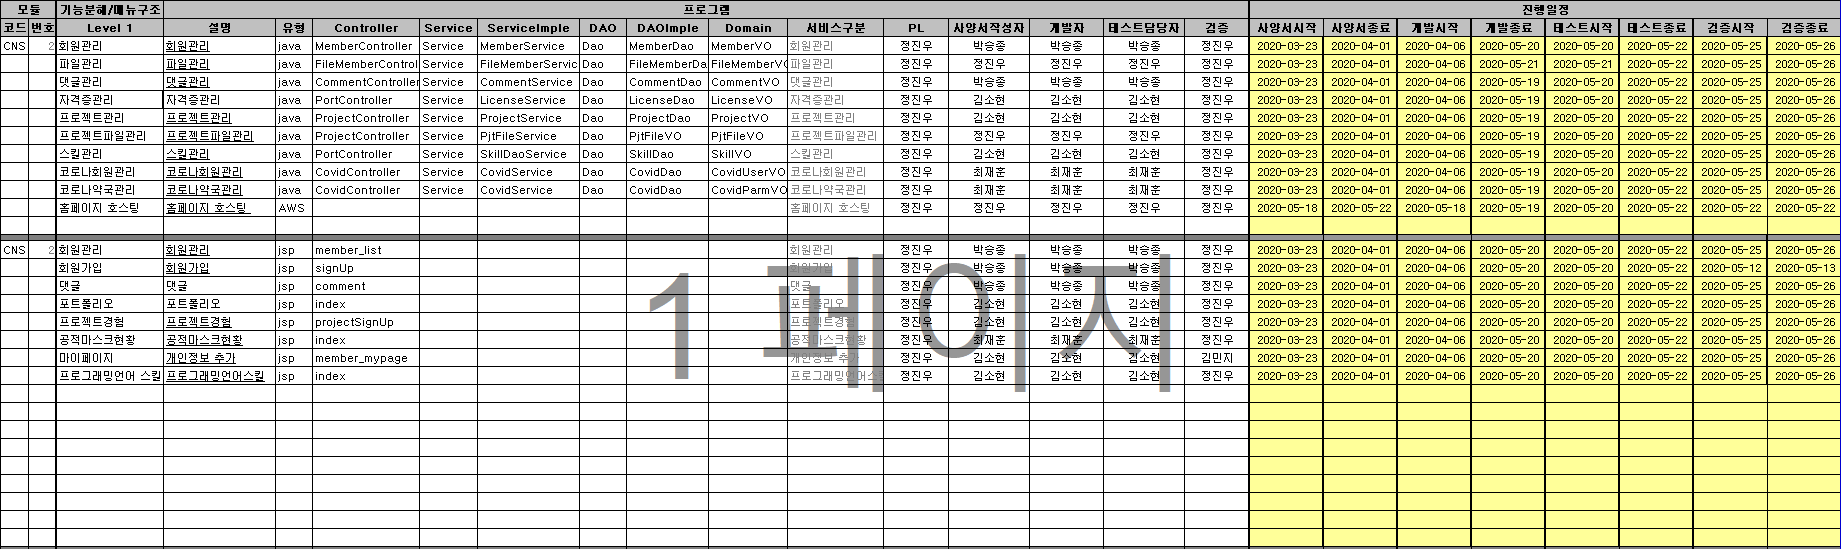 모듈 기능분해/메뉴구조 프로그램 진행일정
코드 번호 Level 1 설명 유형 Controller Service ServiceImple DAO DAOImple Domain 서비스구분 PL 사양서작성자 개발자 테스트담당자 검증 사양서시작 사양서종료 개발시작 개발종료 테스트시작 테스트종료 검증시작 검증종료
CNS 2 회원관리 회원관리 java MemberController Service MemberService Dao MemberDao MemberVO 회원관리 정진우 박승종 박승종 박승종 정진우 2020-03-23 2020-04-01 2020-04-06 2020-05-20 2020-05-20 2020-05-22 2020-05-25 2020-05-26
파일관리 파일관리 java FileMemberControl Service FileMemberServic Dao FileMemberDa FileMemberVO 파일관리 정진우 정진우 정진우 정진우 정진우 2020-03-23 2020-04-01 2020-04-06 2020-05-21 2020-05-21 2020-05-22 2020-05-25 2020-05-26
댓글관리 댓글관리 java CommentController Service CommentService Dao CommentDao CommentVO 댓글관리 정진우 박승종 박승종 박승종 정진우 2020-03-23 2020-04-01 2020-04-06 2020-05-19 2020-05-20 2020-05-22 2020-05-25 2020-05-26
자격증관리 자격증관리 java PortController Service LicenseService Dao LicenseDao LicenseVO 자격증관리 정진우 김소현 김소현 김소현 정진우 2020-03-23 2020-04-01 2020-04-06 2020-05-19 2020-05-20 2020-05-22 2020-05-25 2020-05-26
프로젝트관리 프로젝트관리 java ProjectController Service ProjectService Dao ProjectDao ProjectVO 프로젝트관리 정진우 김소현 김소현 김소현 정진우 2020-03-23 2020-04-01 2020-04-06 2020-05-19 2020-05-20 2020-05-22 2020-05-25 2020-05-26
프로젝트파일관리 프로젝트파일관리 java ProjectController Service PjtFileService Dao PjtFileVO PjtFileVO 프로젝트파일관리 정진우 정진우 정진우 정진우 정진우 2020-03-23 2020-04-01 2020-04-06 2020-05-19 2020-05-20 2020-05-22 2020-05-25 2020-05-26
스킬관리 스킬관리 java PortController Service SkillDaoService Dao SkillDao SkillVO 스킬관리 정진우 김소현 김소현 김소현 정진우 2020-03-23 2020-04-01 2020-04-06 2020-05-19 2020-05-20 2020-05-22 2020-05-25 2020-05-26
코로나회원관리 코로나회원관리 java CovidController Service CovidService Dao CovidDao CovidUserVO 코로나회원관리 정진우 최재훈 최재훈 최재훈 정진우 2020-03-23 2020-04-01 2020-04-06 2020-05-19 2020-05-20 2020-05-22 2020-05-25 2020-05-26
코로나약국관리 코로나약국관리 java CovidController Service CovidService Dao CovidDao CovidParmVO 코로나약국관리 정진우 최재훈 최재훈 최재훈 정진우 2020-03-23 2020-04-01 2020-04-06 2020-05-19 2020-05-20 2020-05-22 2020-05-25 2020-05-26
홈페이지 호스팅 홈페이지 호스팅 AWS 홈페이지 호스팅 정진우 정진우 정진우 정진우 정진우 2020-05-18 2020-05-22 2020-05-18 2020-05-19 2020-05-20 2020-05-22 2020-05-22 2020-05-22
CNS 2 회원관리 회원관리 jsp member_list 회원관리 정진우 박승종 박승종 박승종 정진우 2020-03-23 2020-04-01 2020-04-06 2020-05-20 2020-05-20 2020-05-22 2020-05-25 2020-05-26
회원가입 회원가입 jsp signUp 회원가입 정진우 박승종 박승종 박승종 정진우 2020-03-23 2020-04-01 2020-04-06 2020-05-20 2020-05-20 2020-05-22 2020-05-12 2020-05-13
댓글 댓글 jsp comment 댓글 정진우 박승종 박승종 박승종 정진우 2020-03-23 2020-04-01 2020-04-06 2020-05-20 2020-05-20 2020-05-22 2020-05-25 2020-05-26
포트폴리오 포트폴리오 jsp index 포트폴리오 정진우 김소현 김소현 김소현 정진우 2020-03-23 2020-04-01 2020-04-06 2020-05-20 2020-05-20 2020-05-22 2020-05-25 2020-05-26
프로젝트경험 프로젝트경험 jsp projectSignUp 프로젝트경험 정진우 김소현 김소현 김소현 정진우 2020-03-23 2020-04-01 2020-04-06 2020-05-20 2020-05-20 2020-05-22 2020-05-25 2020-05-26
공적마스크현황 공적마스크현황 jsp index 공적마스크현황 정진우 최재훈 최재훈 최재훈 정진우 2020-03-23 2020-04-01 2020-04-06 2020-05-20 2020-05-20 2020-05-22 2020-05-25 2020-05-26
마이페이지 개인정보 추가 jsp member_mypage 개인정보 추가 정진우 김소현 김소현 김소현 김민지 2020-03-23 2020-04-01 2020-04-06 2020-05-20 2020-05-20 2020-05-22 2020-05-25 2020-05-26
프로그래밍언어 스킬 프로그래밍언어스킬 jsp index 프로그래밍언어스킬 정진우 김소현 김소현 김소현 정진우 2020-03-23 2020-04-01 2020-04-06 2020-05-20 2020-05-20 2020-05-22 2020-05-25 2020-05-26
1 페이지